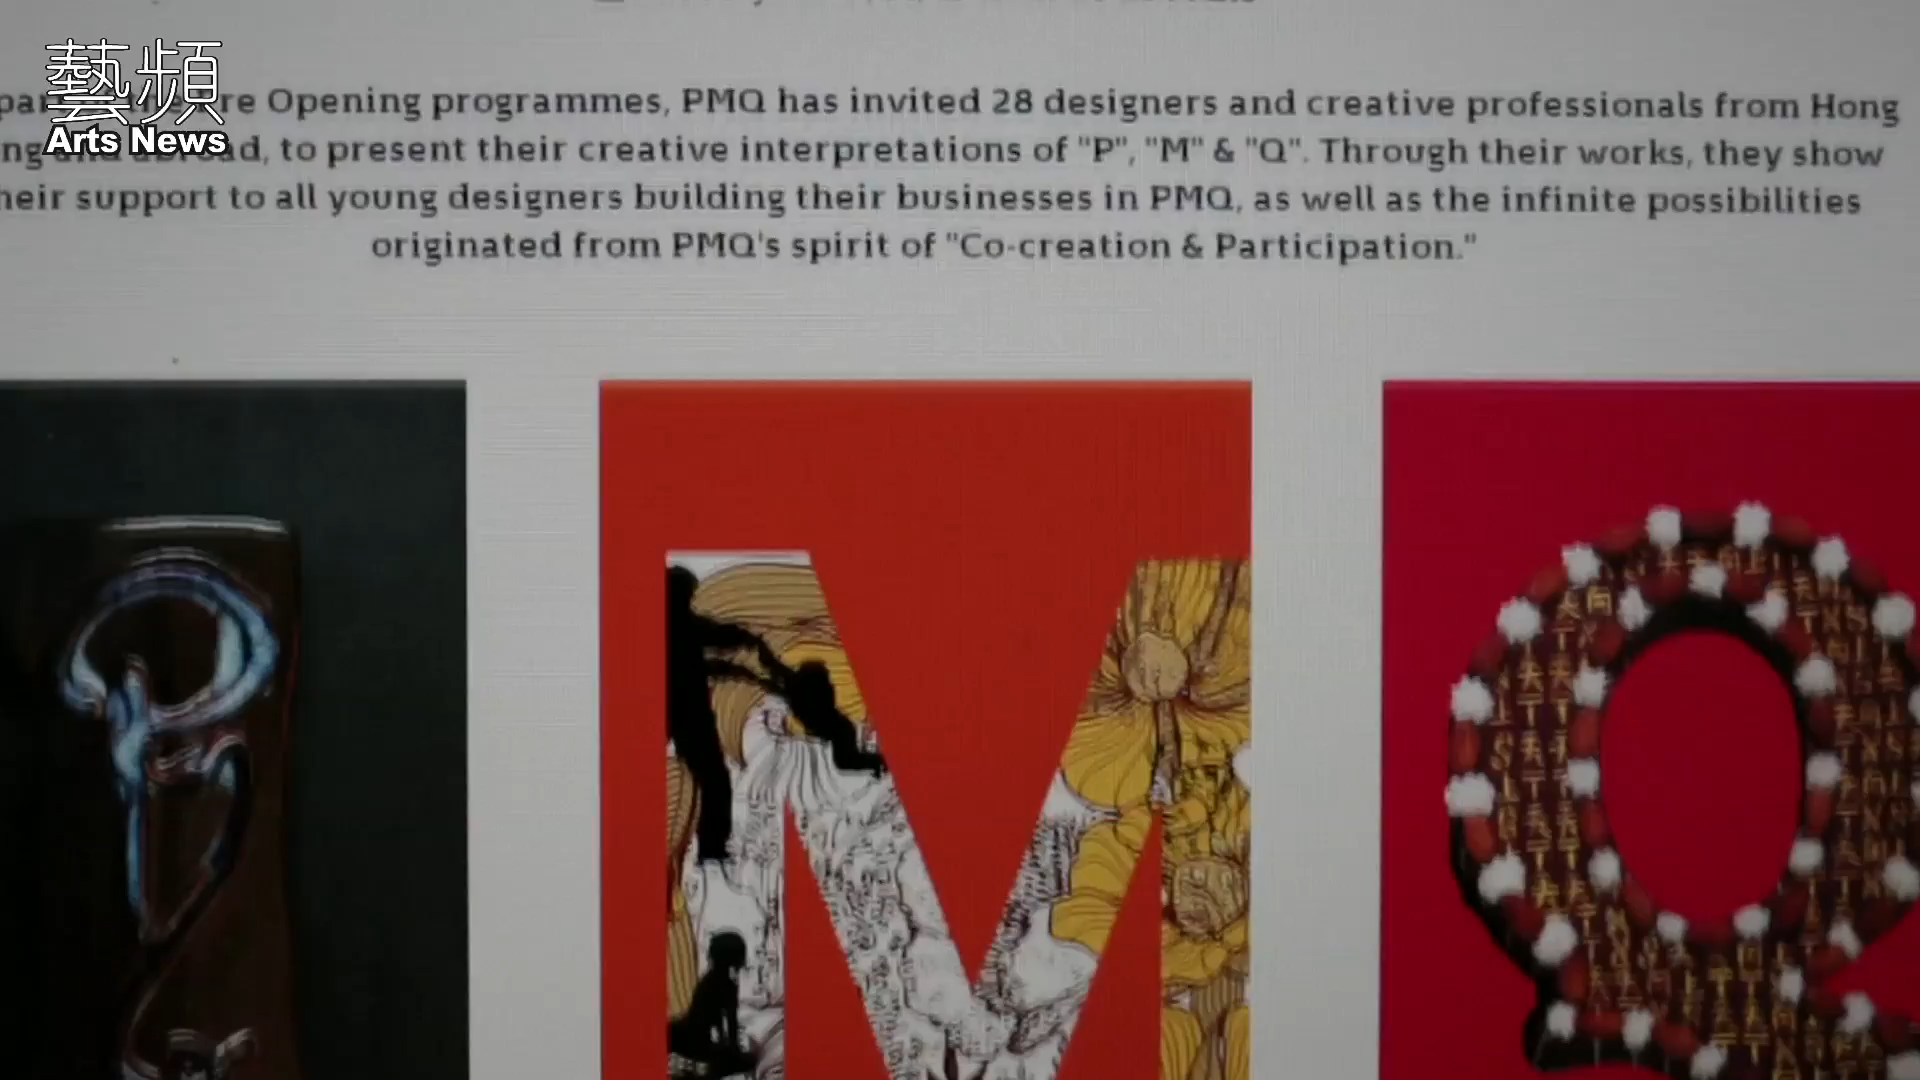 藝頻
Arts News
re Opening programmes, PMQ has invited 28 designers and creative professionals from Hong
and abroad, to present their creative interpretations of "P", "M" & "Q". Through their works, they show
heir support to all young designers building their businesses in PMQ, as well as the infinite possibilities
originated from PMQ's spirit of "Co-creation & Participation."
M
Q